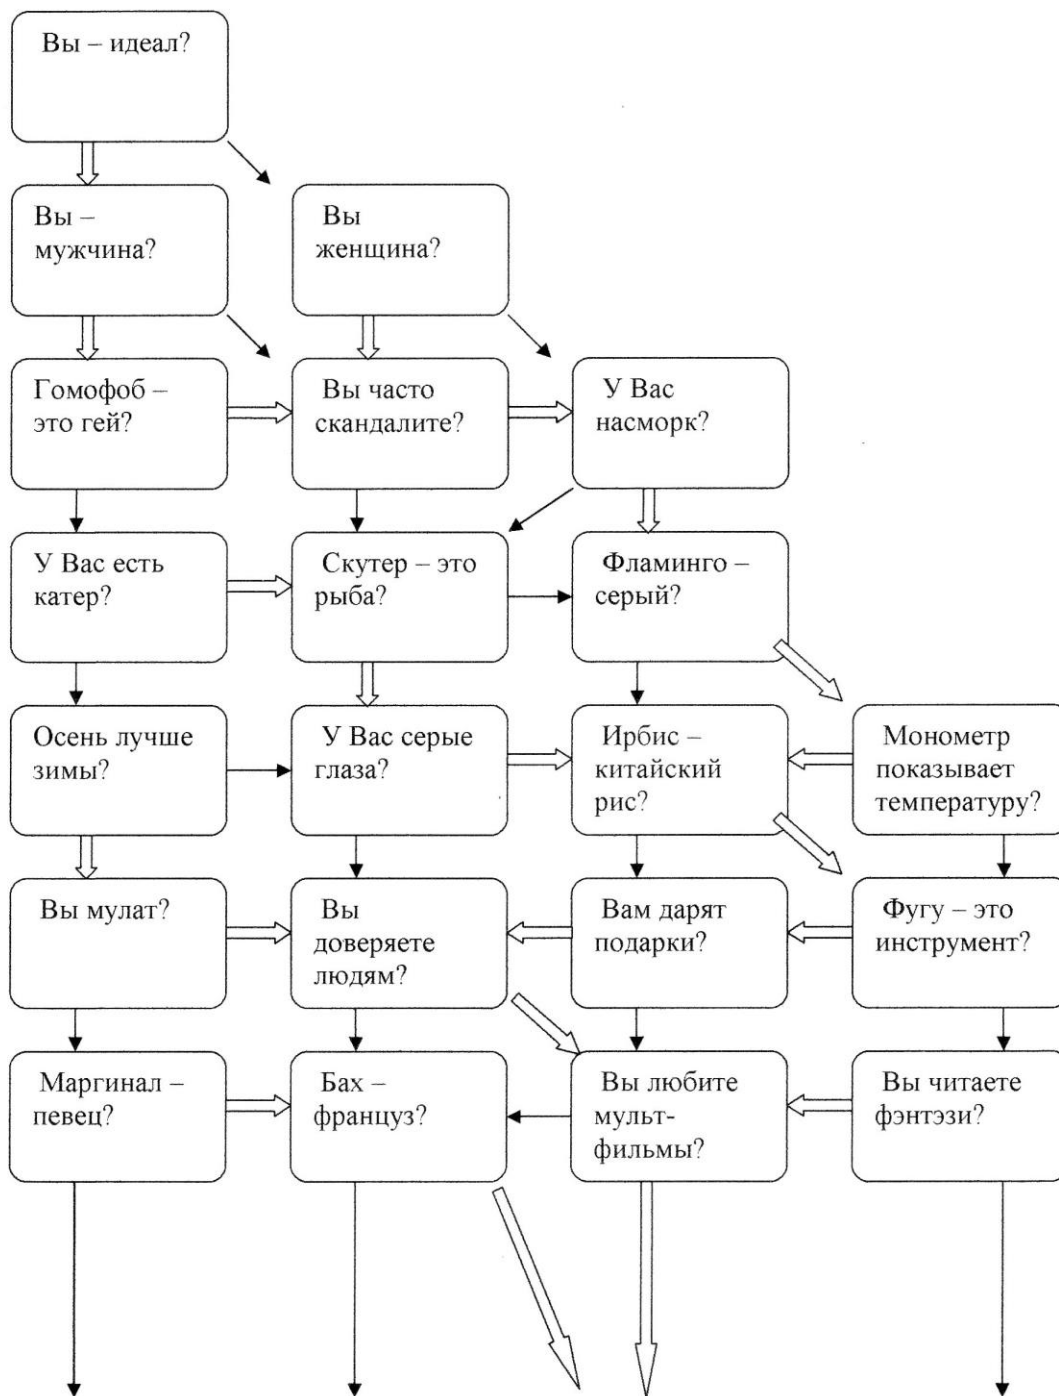 Вы – идеал?
Вы –
мужчина?
Вы
женщина?
Гомофоб –
это гей?
Вы часто
скандалите?
У Вас
насморк?
У Вас есть
катер?
Скутер – это
рыба?
Фламинго –
серый?
Осень лучше
зимы?
У Вас серые
глаза?
Ирбис –
китайский
рис?
Монометр
показывает
температуру?
Вы мулат?
Вы
доверяете
людям?
Вам дарят
подарки?
Фугу – это
инструмент?
Маргинал –
певец?
Бах –
француз?
Вы любите
мульт-
фильмы?
Вы читаете
фэнтэзи?